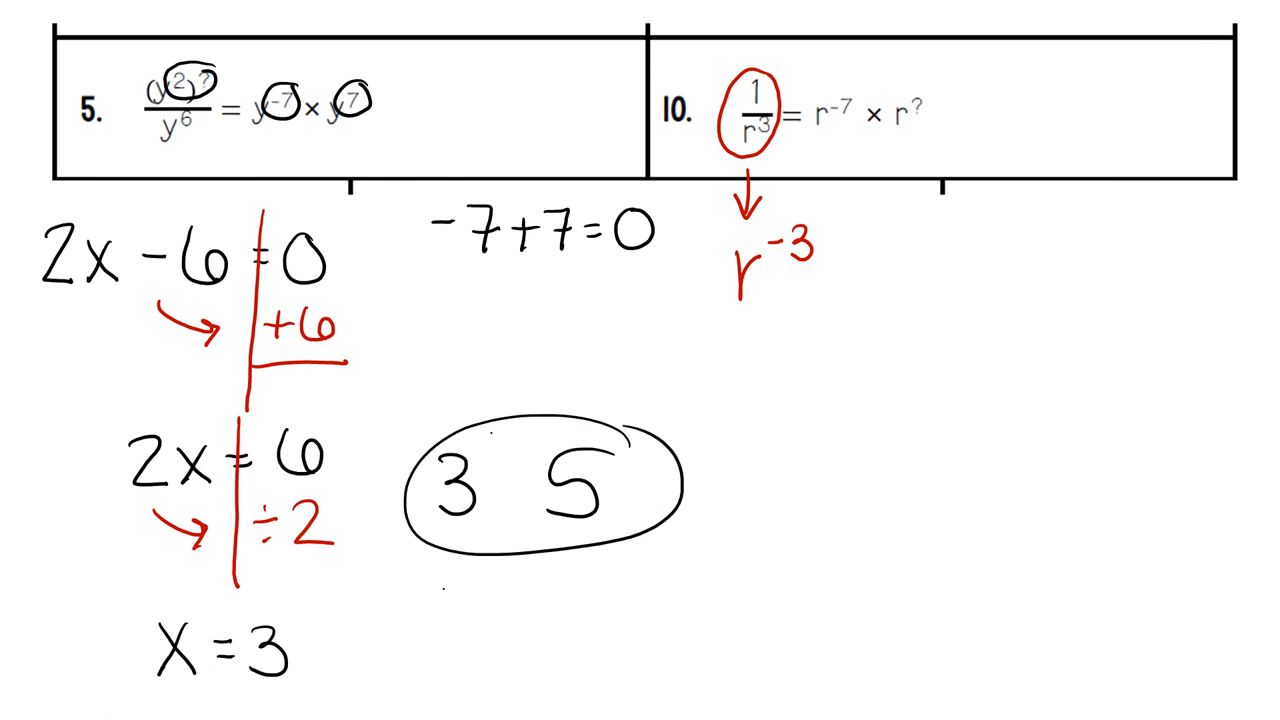 5. (y²)^? / y⁶ = y⁻⁷ × y⁷
10. 1 / r³ = r⁻⁷ × r^?
2x - 6 = 0
+6
-7+7=0
r⁻³
2x = 6
÷2
3 5
x = 3